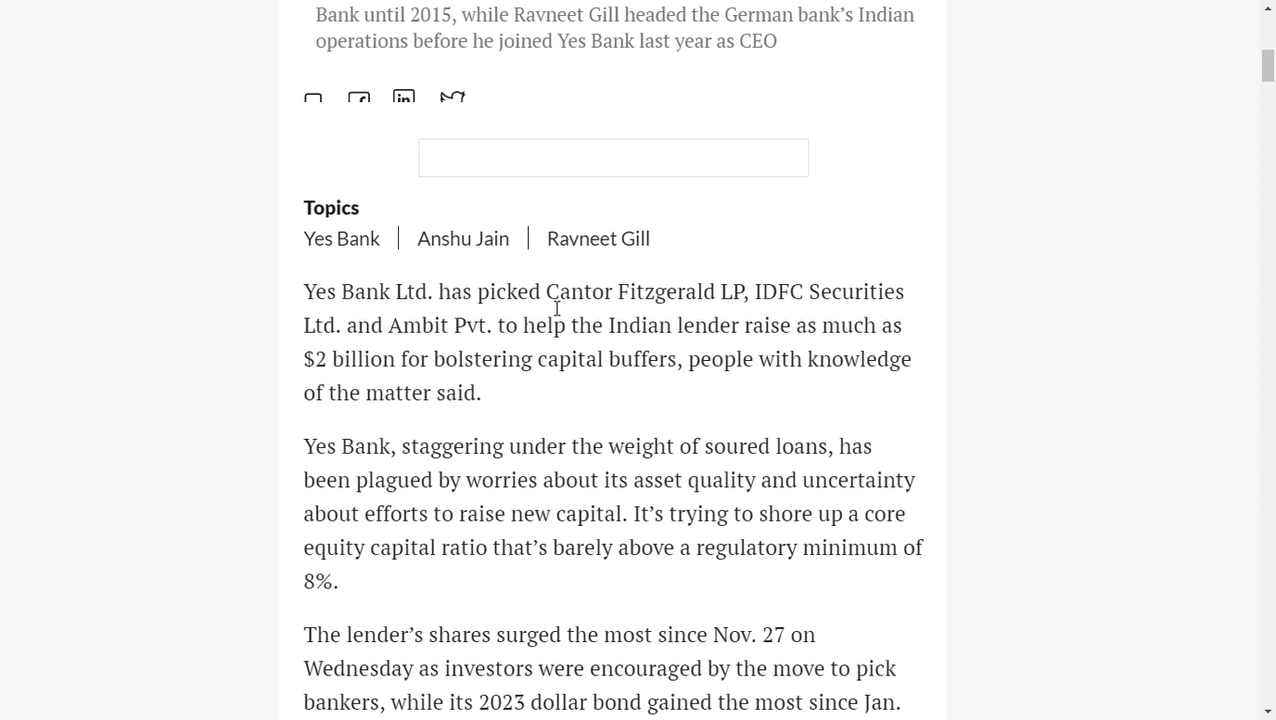 Bank until 2015, while Ravneet Gill headed the German bank’s Indian
operations before he joined Yes Bank last year as CEO
Topics
Yes Bank | Anshu Jain | Ravneet Gill
Yes Bank Ltd. has picked Cantor Fitzgerald LP, IDFC Securities
Ltd. and Ambit Pvt. to help the Indian lender raise as much as
$2 billion for bolstering capital buffers, people with knowledge
of the matter said.
Yes Bank, staggering under the weight of soured loans, has
been plagued by worries about its asset quality and uncertainty
about efforts to raise new capital. It’s trying to shore up a core
equity capital ratio that’s barely above a regulatory minimum of
8%.
The lender’s shares surged the most since Nov. 27 on
Wednesday as investors were encouraged by the move to pick
bankers, while its 2023 dollar bond gained the most since Jan.